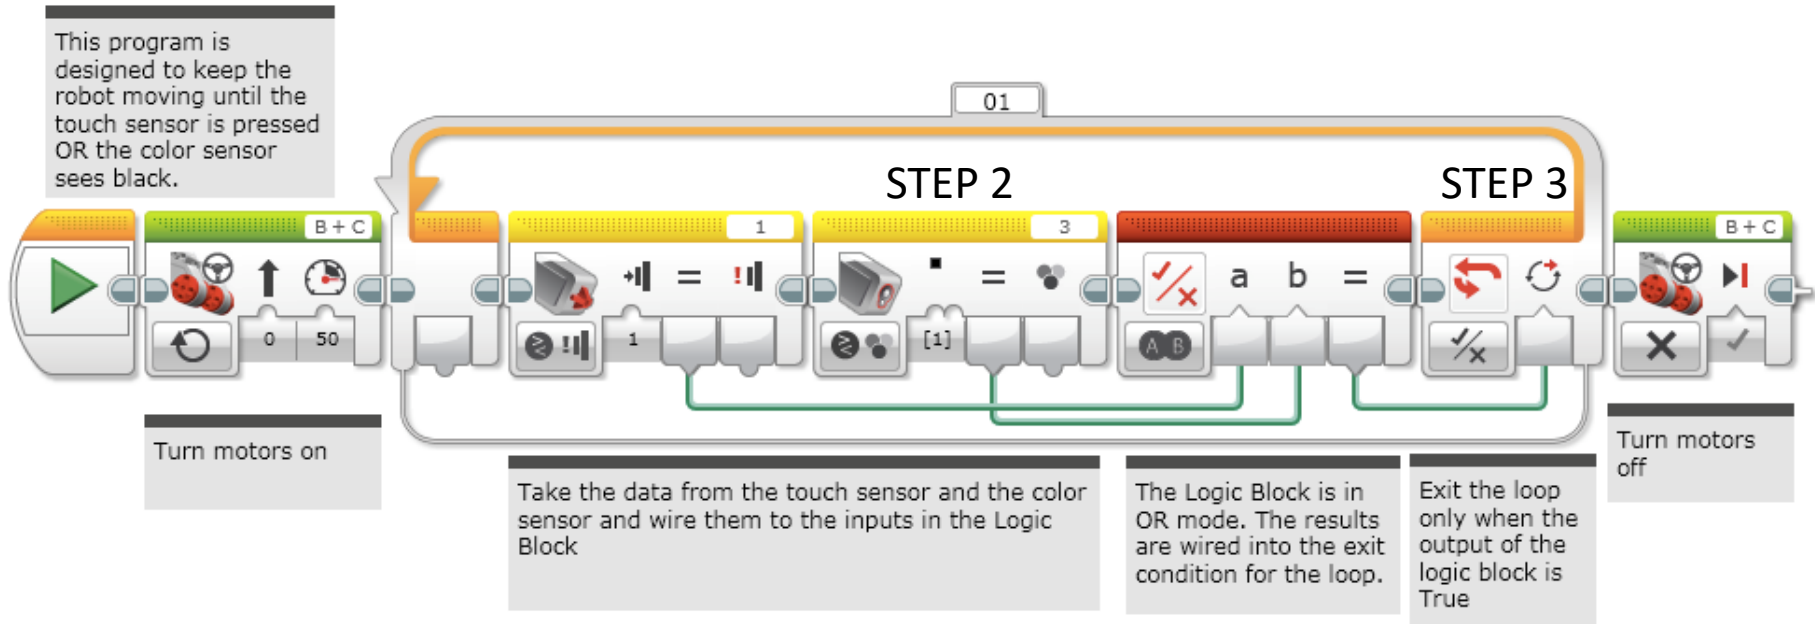 This program is
designed to keep the
robot moving until the
touch sensor is pressed
OR the color sensor
sees black.
01
STEP 2
STEP 3
B + C
1
3
B + C
a b =
=
=
0 50
1
[1]
A B
Turn motors on
Take the data from the touch sensor and the color
sensor and wire them to the inputs in the Logic
Block
The Logic Block is in
OR mode. The results
are wired into the exit
condition for the loop.
Exit the loop
only when the
output of the
logic block is
True
Turn motors
off